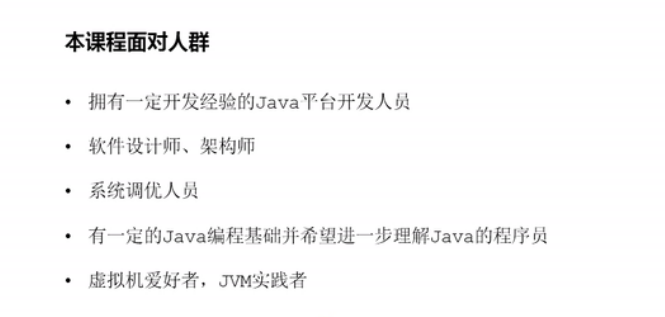 本课程面对人群
• 拥有一定开发经验的Java平台开发人员
• 软件设计师、架构师
• 系统调优人员
• 有一定的Java编程基础并希望进一步理解Java的程序员
• 虚拟机爱好者，JVM实践者